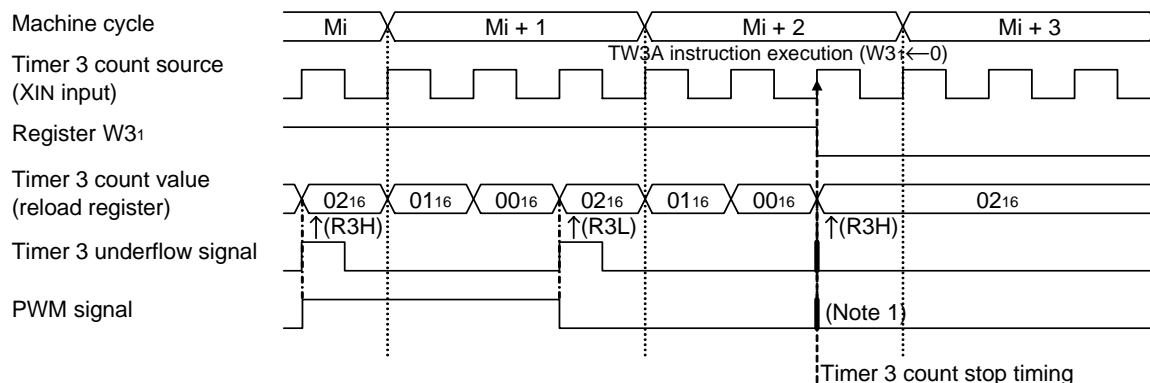 Machine cycle Mi Mi + 1 Mi + 2 Mi + 3
TW3A instruction execution (W31←0)
Timer 3 count source
(XIN input)
Register W31
Timer 3 count value
(reload register) 0216 0116 0016 0216 0116 0016 0216
↑(R3H) ↑(R3L) ↑(R3H)
Timer 3 underflow signal
PWM signal (Note 1)
Timer 3 count stop timing